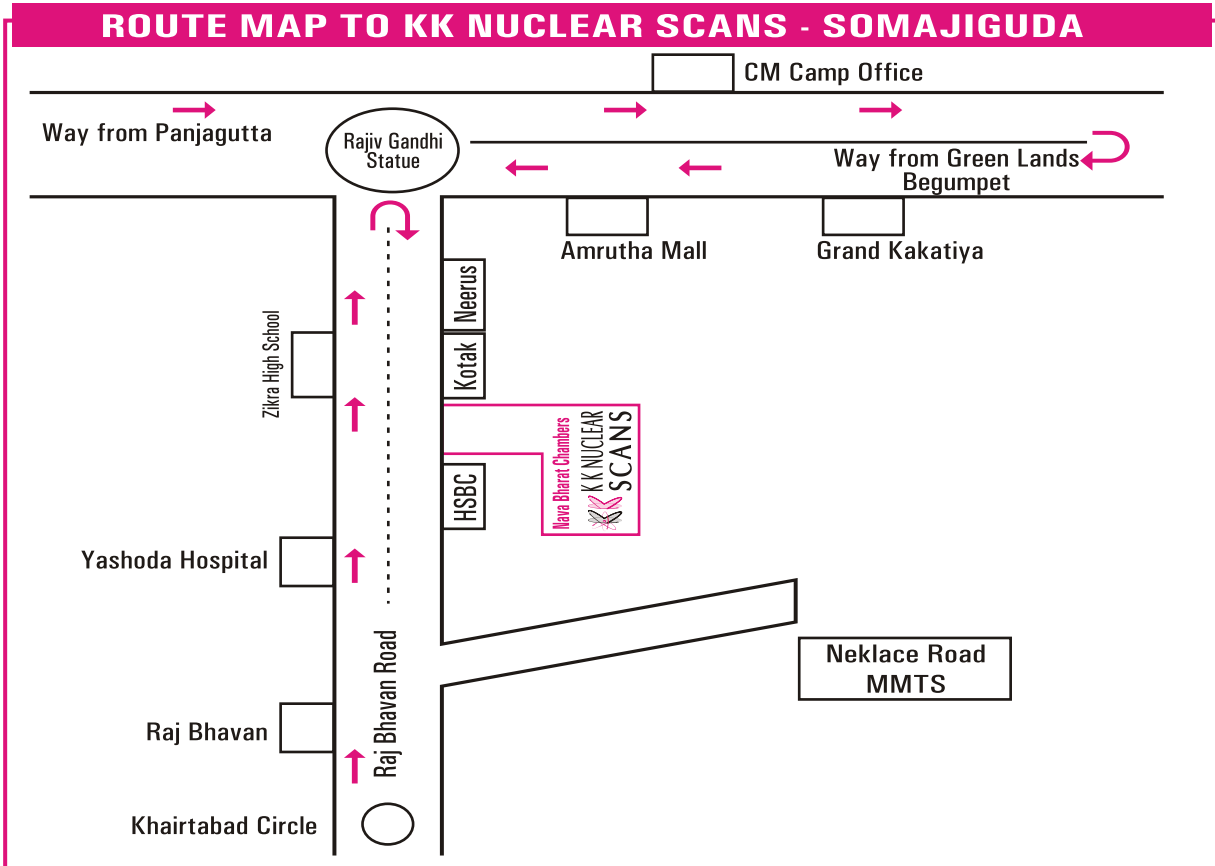 ROUTE MAP TO KK NUCLEAR SCANS - SOMAJIGUDA
CM Camp Office
Way from Panjagutta
Rajiv Gandhi
Statue
Way from Green Lands
Begumpet
Amrutha Mall
Grand Kakatiya
Neerus
Zikra High School
Kotak
Nava Bharat Chambers
K K NUCLEAR
SCANS
HSBC
Yashoda Hospital
Raj Bhavan Road
Neklace Road
MMTS
Raj Bhavan
Khairtabad Circle